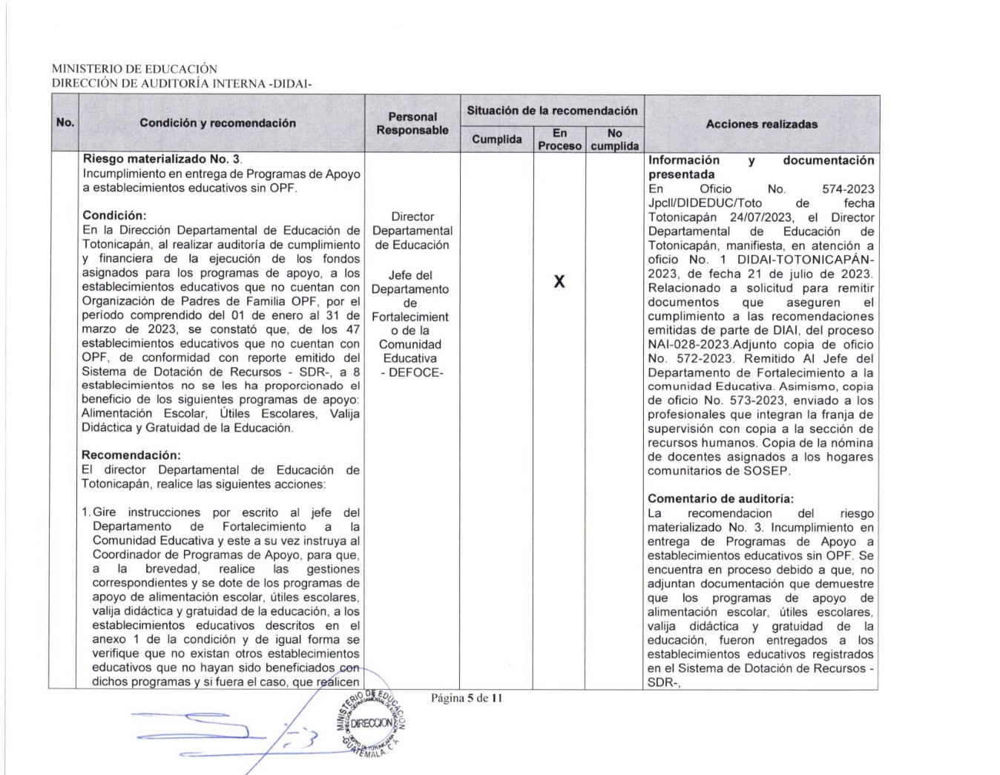 MINISTERIO DE EDUCACIÓN
DIRECCIÓN DE AUDITORÍA INTERNA -DIDAI-
No.
Condición y recomendación
Personal
Responsable
Situación de la recomendación
Cumplida
En
Proceso
No
cumplida
Acciones realizadas
Riesgo materializado No. 3.
Incumplimiento en entrega de Programas de Apoyo
a establecimientos educativos sin OPF.
Condición:
En la Dirección Departamental de Educación de
Totonicapán, al realizar auditoría de cumplimiento
y financiera de la ejecución de los fondos
asignados para los programas de apoyo, a los
establecimientos educativos que no cuentan con
Organización de Padres de Familia OPF, por el
período comprendido del 01 de enero al 31 de
marzo de 2023, se constató que, de los 47
establecimientos educativos que no cuentan con
OPF, de conformidad con reporte emitido del
Sistema de Dotación de Recursos - SDR-, a 8
establecimientos no se les ha proporcionado el
beneficio de los siguientes programas de apoyo:
Alimentación Escolar, Útiles Escolares, Valija
Didáctica y Gratuidad de la Educación.
Recomendación:
El director Departamental de Educación de
Totonicapán, realice las siguientes acciones:
1. Gire instrucciones por escrito al jefe del
Departamento de Fortalecimiento a la
Comunidad Educativa y este a su vez instruya al
Coordinador de Programas de Apoyo, para que,
a la brevedad, realice las gestiones
correspondientes y se dote de los programas de
apoyo de alimentación escolar, útiles escolares,
valija didáctica y gratuidad de la educación, a los
establecimientos educativos descritos en el
anexo 1 de la condición y de igual forma se
verifique que no existan otros establecimientos
educativos que no hayan sido beneficiados con
dichos programas y si fuera el caso, que realicen
Director
Departamental
de Educación
Jefe del
Departamento
de
Fortalecimient
o de la
Comunidad
Educativa
- DEFOCE-
X
Información y documentación
presentada
En Oficio No. 574-2023
Jpcll/DIDEDUC/Toto de fecha
Totonicapán 24/07/2023, el Director
Departamental de Educación de
Totonicapán, manifiesta, en atención a
oficio No. 1 DIDAI-TOTONICAPÁN-
2023, de fecha 21 de julio de 2023.
Relacionado a solicitud para remitir
documentos que aseguren el
cumplimiento a las recomendaciones
emitidas de parte de DIAI, del proceso
NAI-028-2023.Adjunto copia de oficio
No. 572-2023. Remitido Al Jefe del
Departamento de Fortalecimiento a la
comunidad Educativa. Asimismo, copia
de oficio No. 573-2023, enviado a los
profesionales que integran la franja de
supervisión con copia a la sección de
recursos humanos. Copia de la nómina
de docentes asignados a los hogares
comunitarios de SOSEP.
Comentario de auditoría:
La recomendacion del riesgo
materializado No. 3. Incumplimiento en
entrega de Programas de Apoyo a
establecimientos educativos sin OPF. Se
encuentra en proceso debido a que, no
adjuntan documentación que demuestre
que los programas de apoyo de
alimentación escolar, útiles escolares,
valija didáctica y gratuidad de la
educación, fueron entregados a los
establecimientos educativos registrados
en el Sistema de Dotación de Recursos -
SDR-,
Página 5 de 11
MINISTERIO DE EDUCACION
DIRECCION
GUATEMALA, C.A.